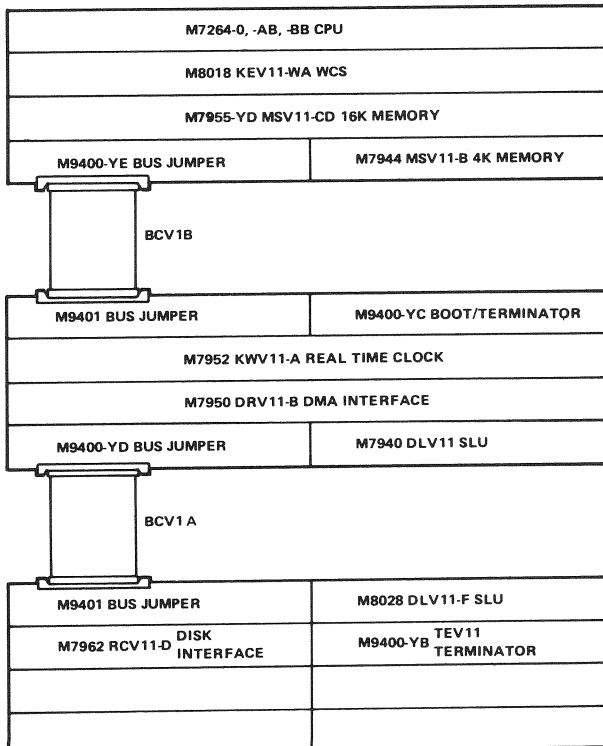 M7264-0, -AB, -BB CPU
M8018 KEV11-WA WCS
M7955-YD MSV11-CD 16K MEMORY
M9400-YE BUS JUMPER
M7944 MSV11-B 4K MEMORY
BCV1B
M9401 BUS JUMPER
M9400-YC BOOT/TERMINATOR
M7952 KWV11-A REAL TIME CLOCK
M7950 DRV11-B DMA INTERFACE
M9400-YD BUS JUMPER
M7940 DLV11 SLU
BCV1A
M9401 BUS JUMPER
M8028 DLV11-F SLU
M7962 RCV11-D DISK
INTERFACE
M9400-YB TEV11
TERMINATOR